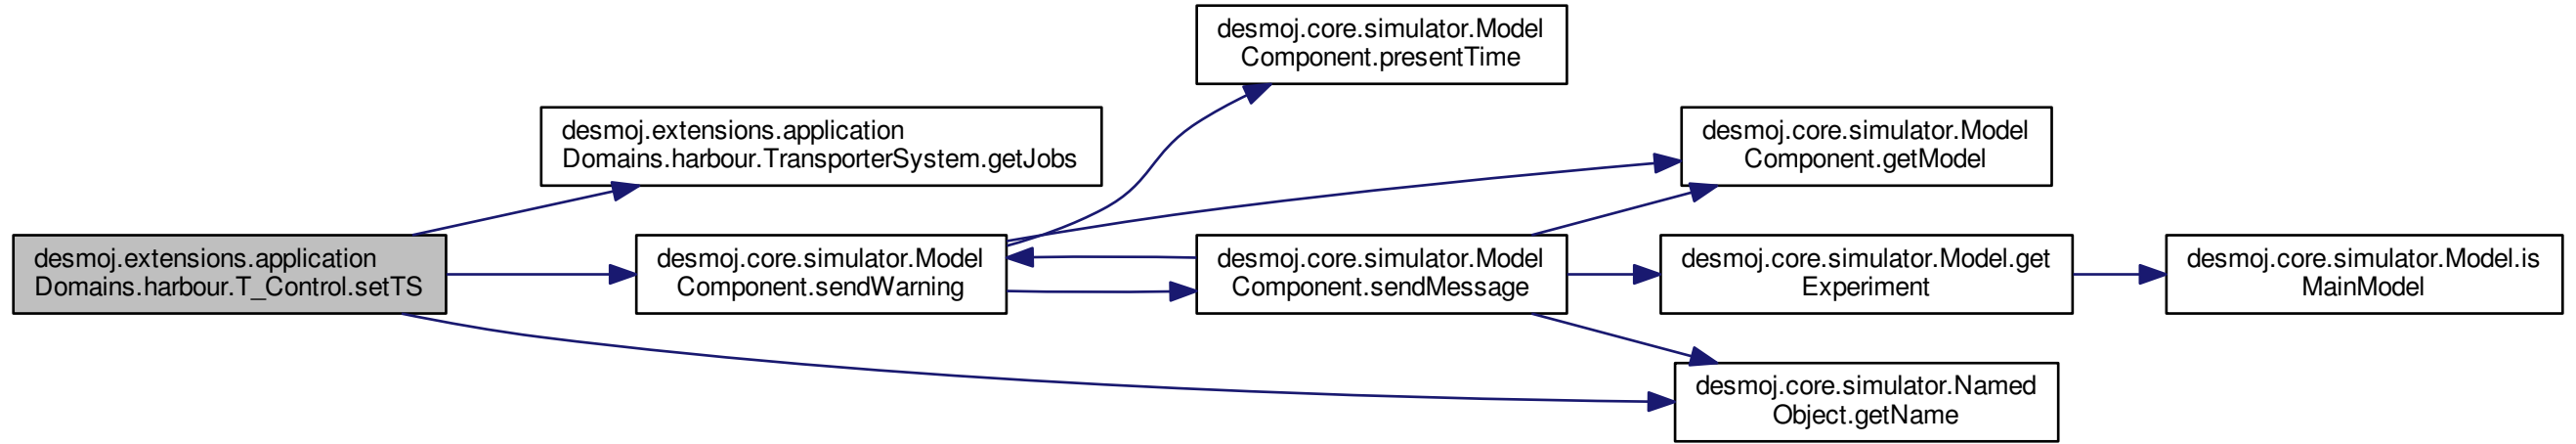 desmoj.core.simulator.Model
Component.presentTime
desmoj.extensions.application
Domains.harbour.TransporterSystem.getJobs
desmoj.core.simulator.Model
Component.getModel
desmoj.extensions.application
Domains.harbour.T_Control.setTS
desmoj.core.simulator.Model
Component.sendWarning
desmoj.core.simulator.Model
Component.sendMessage
desmoj.core.simulator.Model.get
Experiment
desmoj.core.simulator.Model.is
MainModel
desmoj.core.simulator.Named
Object.getName